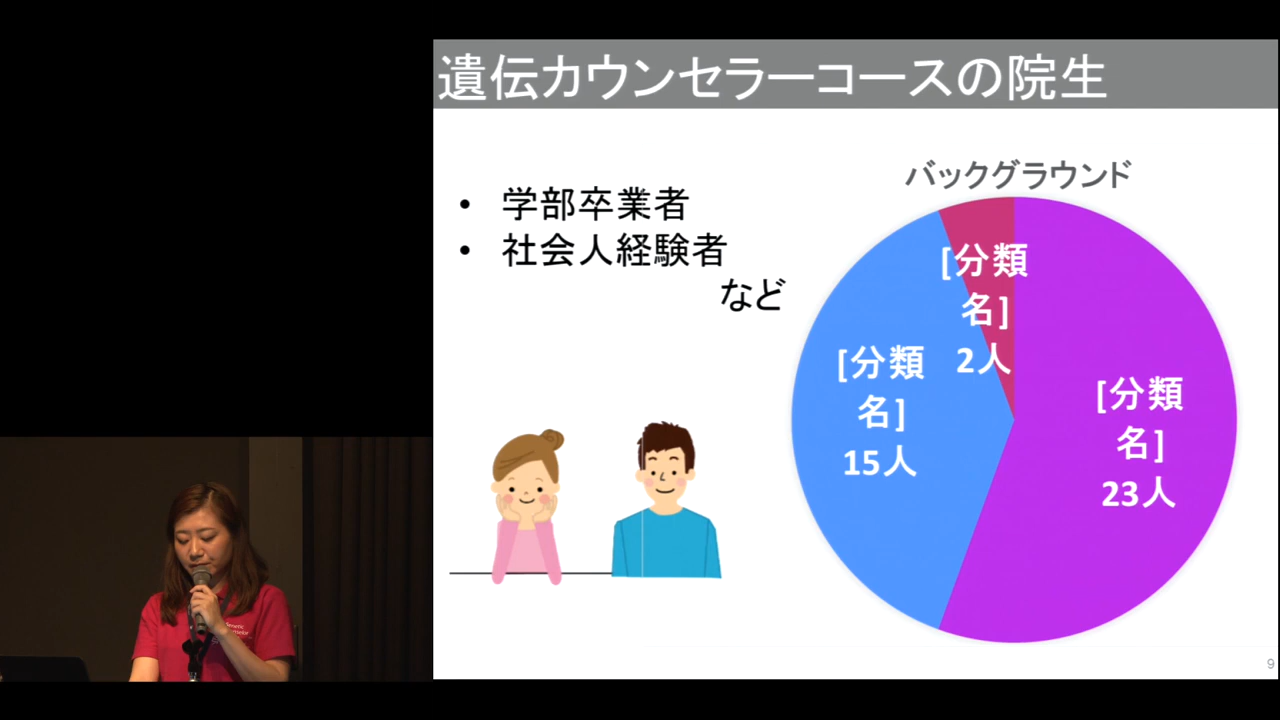 遺伝カウンセラーコースの院生
• 学部卒業者
• 社会人経験者
など
バックグラウンド
[分類
名]
2人
[分類
名]
15人
[分類
名]
23人
9